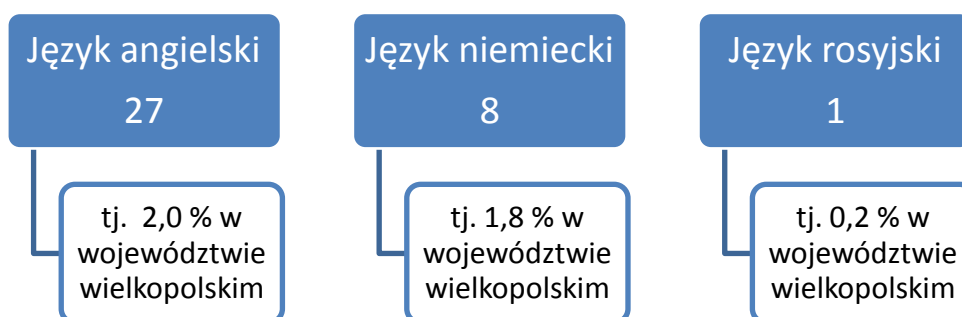 Język angielski
27
tj. 2,0 % w
województwie
wielkopolskim
Język niemiecki
8
tj. 1,8 % w
województwie
wielkopolskim
Język rosyjski
1
tj. 0,2 % w
województwie
wielkopolskim